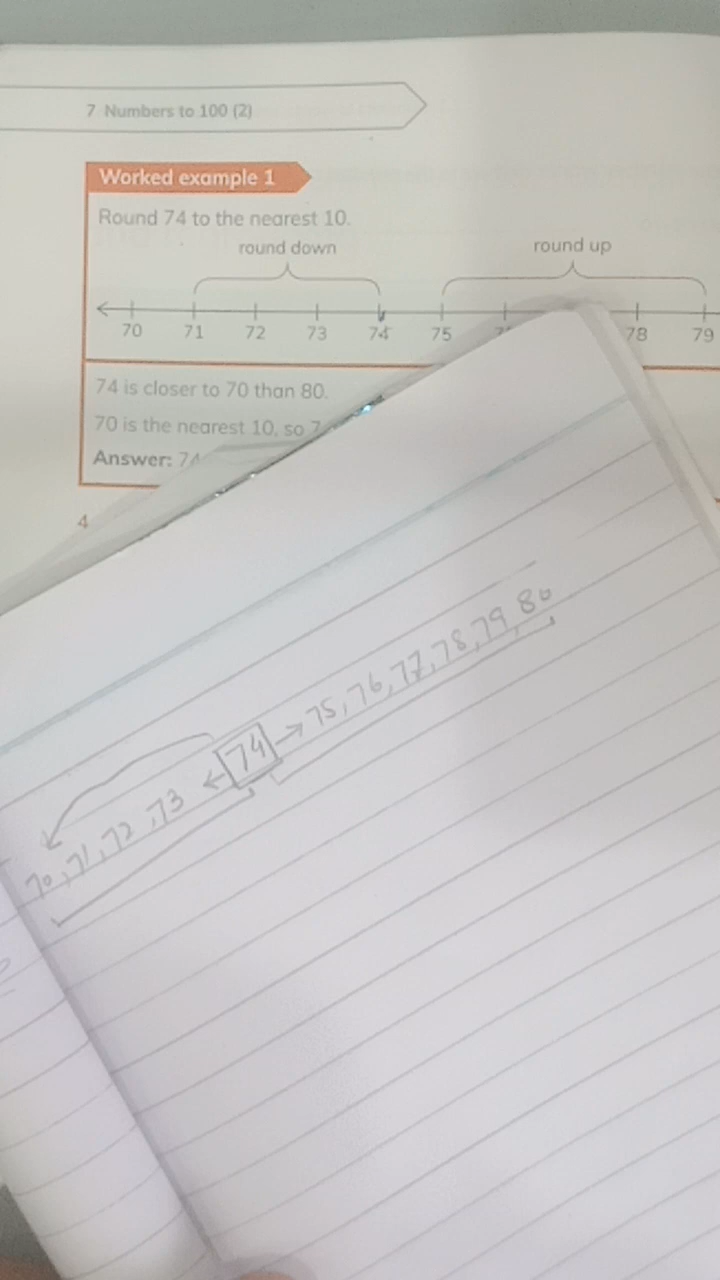 7 Numbers to 100 (2)
Worked example 1
Round 74 to the nearest 10.
round down round up
70 71 72 73 74 75 78 79
74 is closer to 70 than 80.
70 is the nearest 10, so
Answer:
4
70, 71, 72, 73 ← 74 → 75, 76, 77, 78, 79, 80